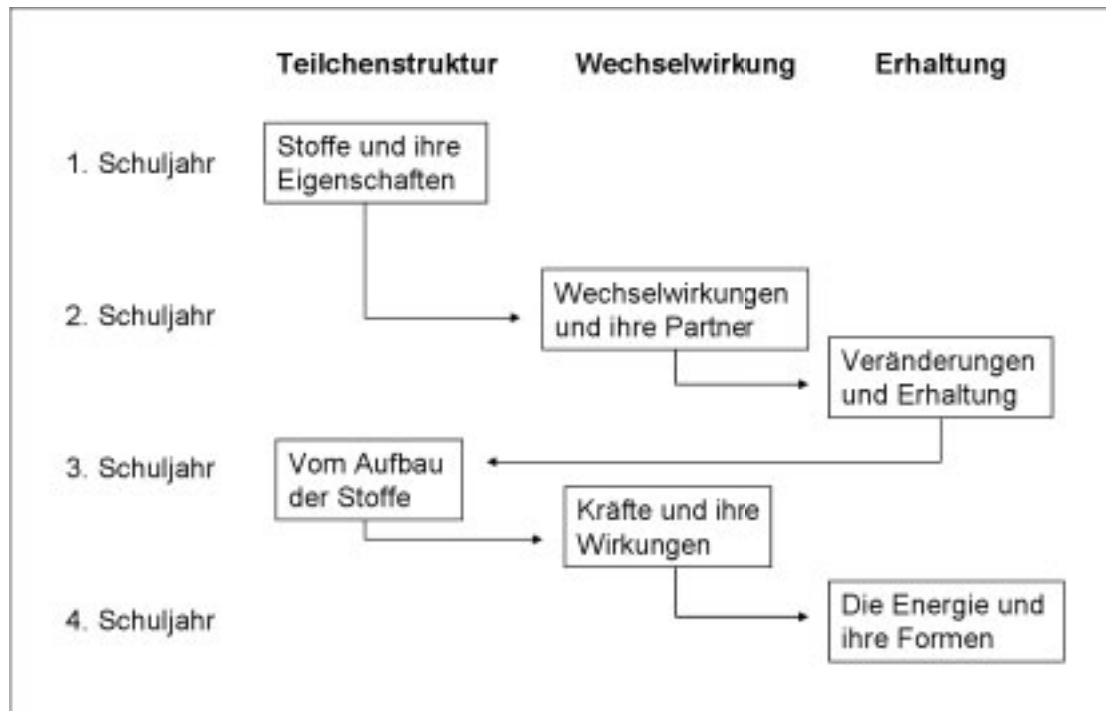 Teilchenstruktur Wechselwirkung Erhaltung
1. Schuljahr
Stoffe und ihre
Eigenschaften
2. Schuljahr
Wechselwirkungen
und ihre Partner
Veränderungen
und Erhaltung
3. Schuljahr
Vom Aufbau
der Stoffe
Kräfte und ihre
Wirkungen
4. Schuljahr
Die Energie und
ihre Formen